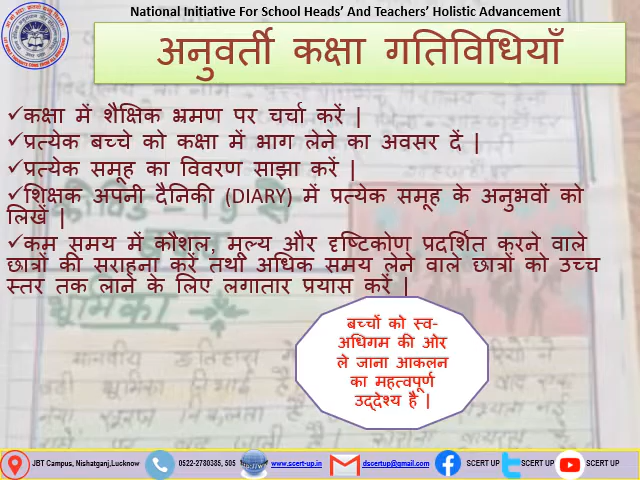 National Initiative For School Heads’ And Teachers’ Holistic Advancement
अनुवर्ती कक्षा गतिविधियाँ
✓कक्षा में शैक्षिक भ्रमण पर चर्चा करें |
✓प्रत्येक बच्चे को कक्षा में भाग लेने का अवसर दें |
✓प्रत्येक समूह का विवरण साझा करें |
✓शिक्षक अपनी दैनिकी (DIARY) में प्रत्येक समूह के अनुभवों को
लिखें |
✓कम समय में कौशल, मूल्य और दृष्टिकोण प्रदर्शित करने वाले
छात्रों की सराहना करें तथा अधिक समय लेने वाले छात्रों को उच्च
स्तर तक लाने के लिए लगातार प्रयास करें |
बच्चों को स्व-
अधिगम की ओर
ले जाना आकलन
का महत्वपूर्ण
उद्देश्य है |
भूमिका
JBT Campus, Nishatganj,Lucknow 0522-2780385, 505 www.scert-up.in dscertup@gmail.com SCERT UP SCERT UP SCERT UP